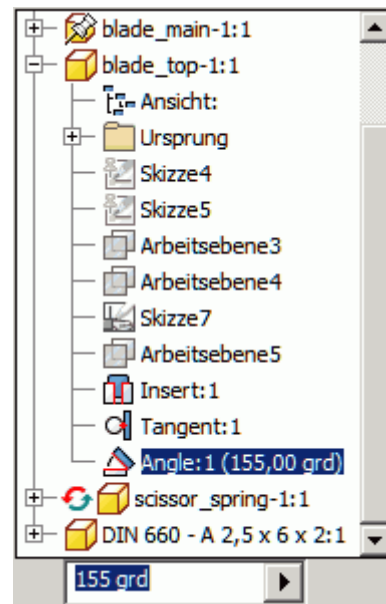 blade_main-1:1
blade_top-1:1
Ansicht:
Ursprung
Skizze4
Skizze5
Arbeitsebene3
Arbeitsebene4
Skizze7
Arbeitsebene5
Insert:1
Tangent:1
Angle:1 (155,00 grd)
scissor_spring-1:1
DIN 660 - A 2,5 x 6 x 2:1
155 grd